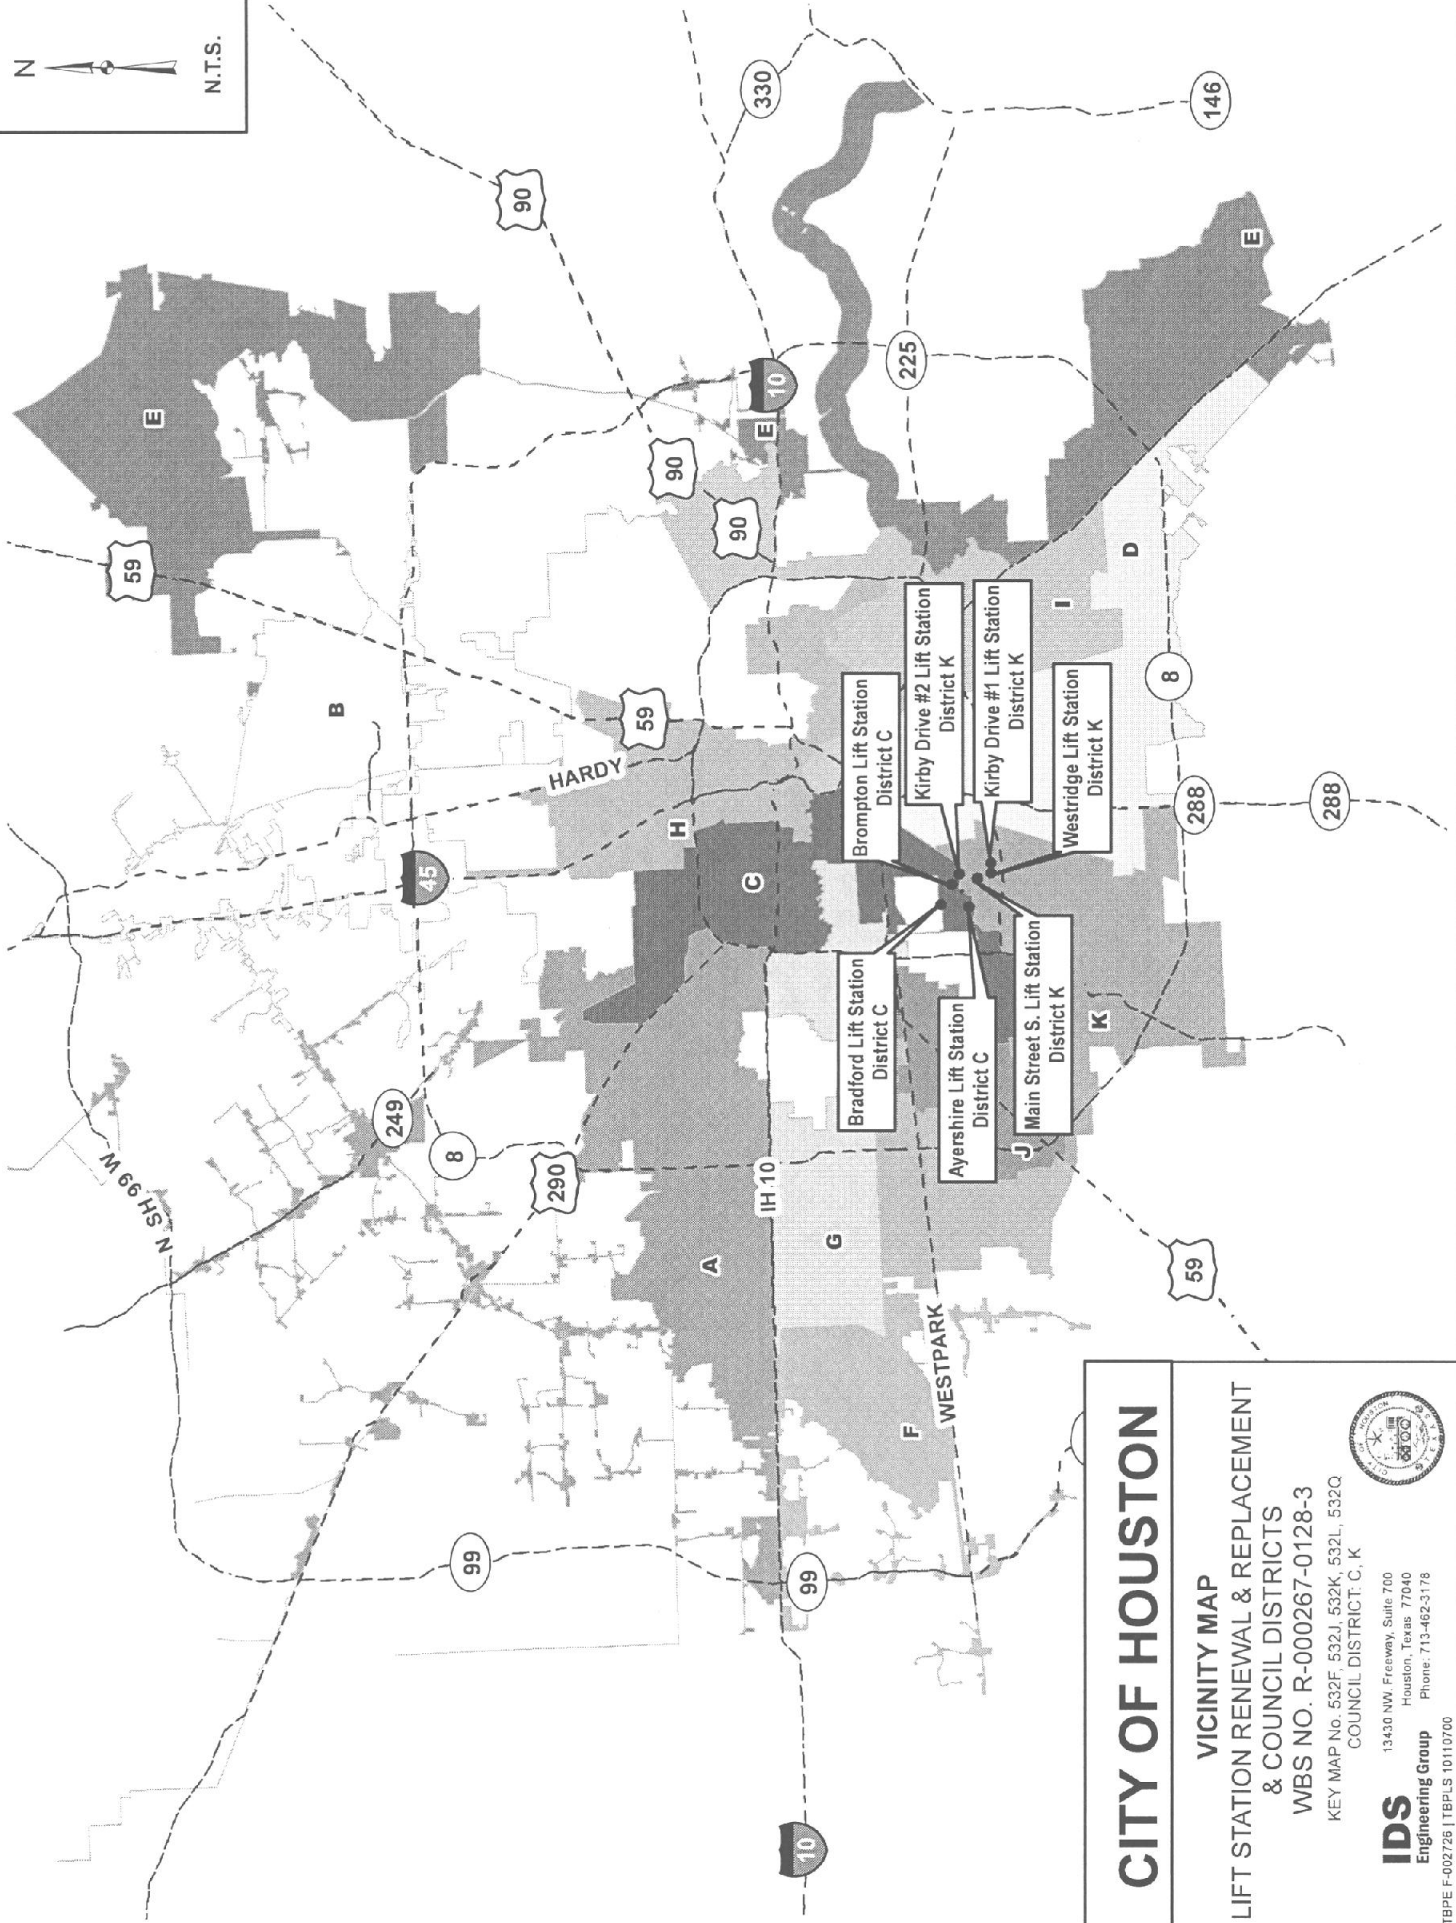 N
N.T.S.
E
59
90
330
146
B
N SH 99 W
45
249
8
290
HARDY
59
90
90
10
E
225
E
H
C
A
IH 10
G
F
WESTPARK
J
K
I
D
8
288
288
59
99
99
10
Brompton Lift Station
District C
Kirby Drive #2 Lift Station
District K
Kirby Drive #1 Lift Station
District K
Westridge Lift Station
District K
Bradford Lift Station
District C
Ayershire Lift Station
District C
Main Street S. Lift Station
District K
CITY OF HOUSTON
VICINITY MAP
LIFT STATION RENEWAL & REPLACEMENT
& COUNCIL DISTRICTS
WBS NO. R-000267-0128-3
KEY MAP No. 532F, 532J, 532K, 532L, 532Q
COUNCIL DISTRICT: C, K
IDS
Engineering Group
13430 NW. Freeway, Suite 700
Houston, Texas 77040
Phone: 713-462-3178
TBPE F-002726 | TBPLS 10110700